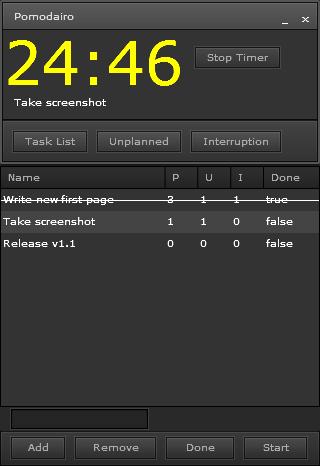 Pomodairo
24:46
Stop Timer
Take screenshot
Task List Unplanned Interruption
Name P U I Done
Write new first page 3 1 1 true
Take screenshot 1 1 0 false
Release v1.1 0 0 0 false
Add Remove Done Start